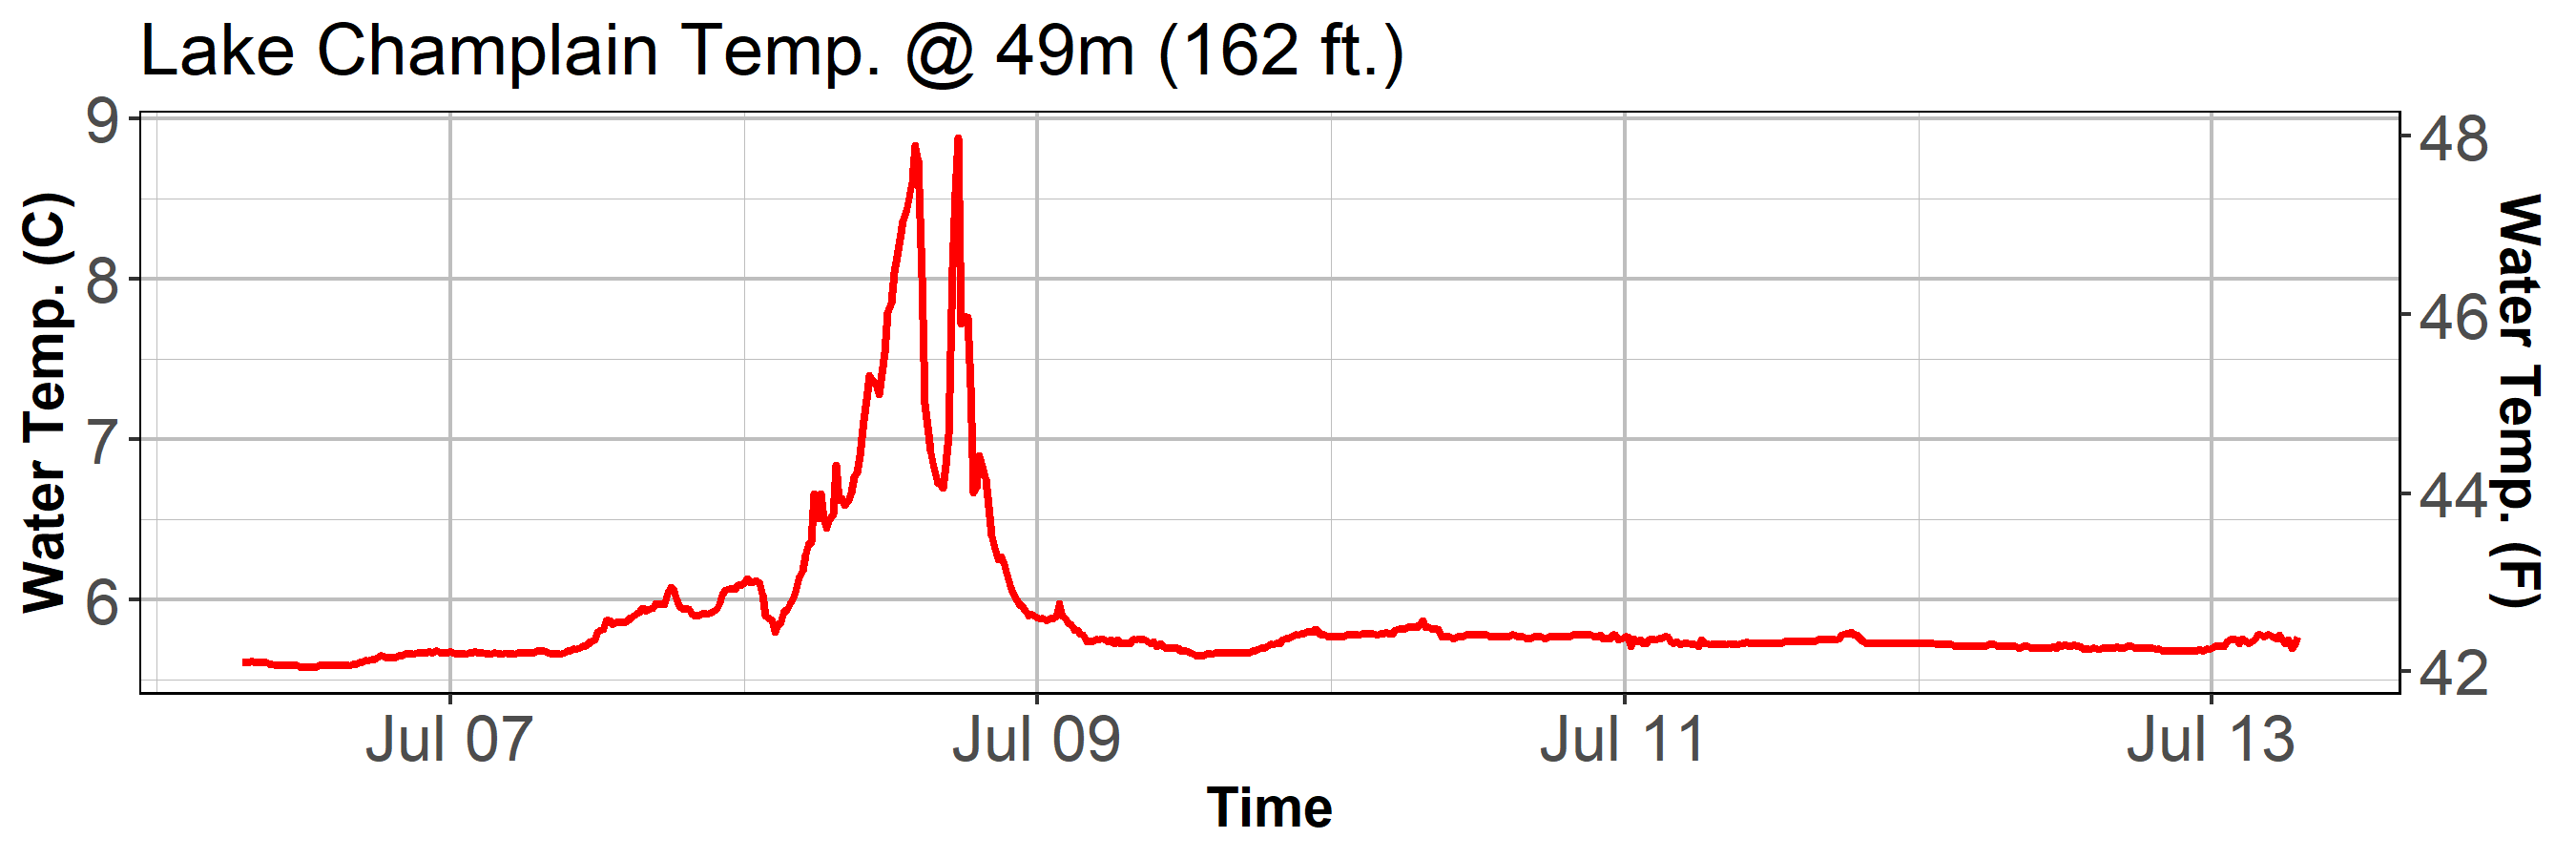 Lake Champlain Temp. @ 49m (162 ft.)
Water Temp. (C)
9
8
7
6
48
46
44
42
Water Temp. (F)
Jul 07
Jul 09
Jul 11
Jul 13
Time